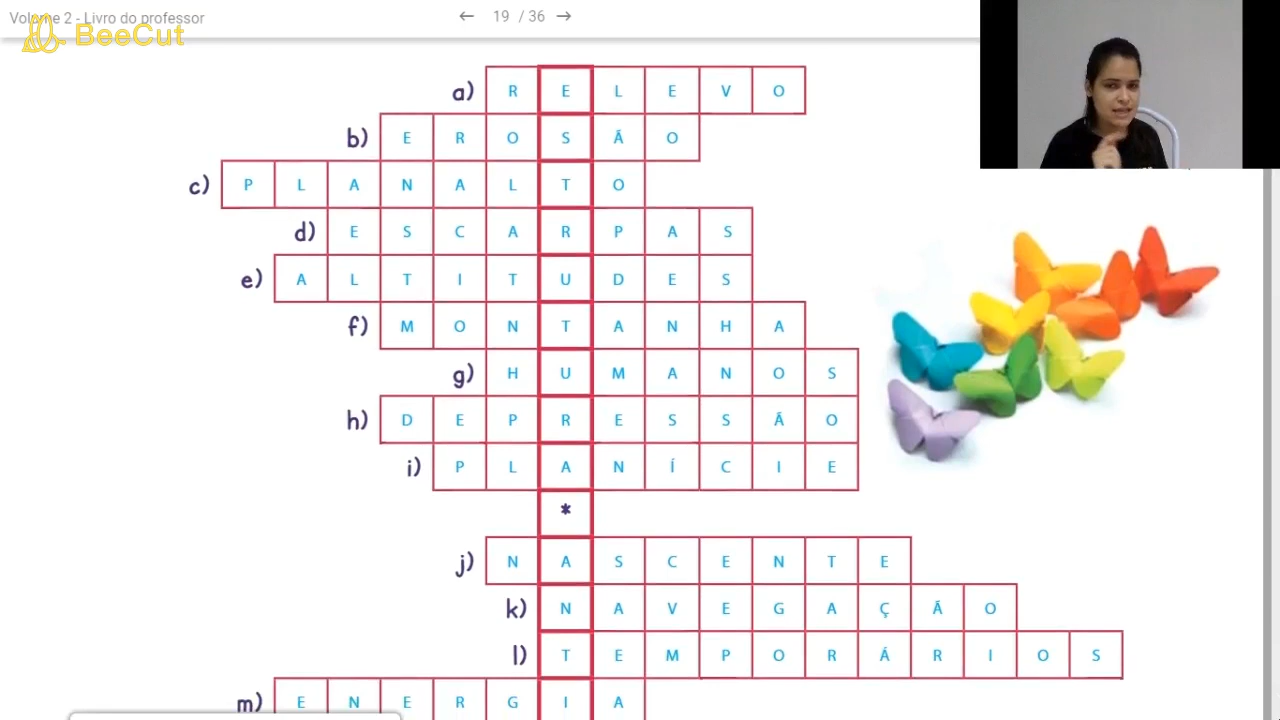 Volume 2 - Livro do professor
← 19 / 36 →
BeeCut
a) R E L E V O
b) E R O S Ã O
c) P L A N A L T O
d) E S C A R P A S
e) A L T I T U D E S
f) M O N T A N H A
g) H U M A N O S
h) D E P R E S S Ã O
i) P L A N Í C I E
*
j) N A S C E N T E
k) N A V E G A Ç Ã O
l) T E M P O R Á R I O S
m) E N E R G I A